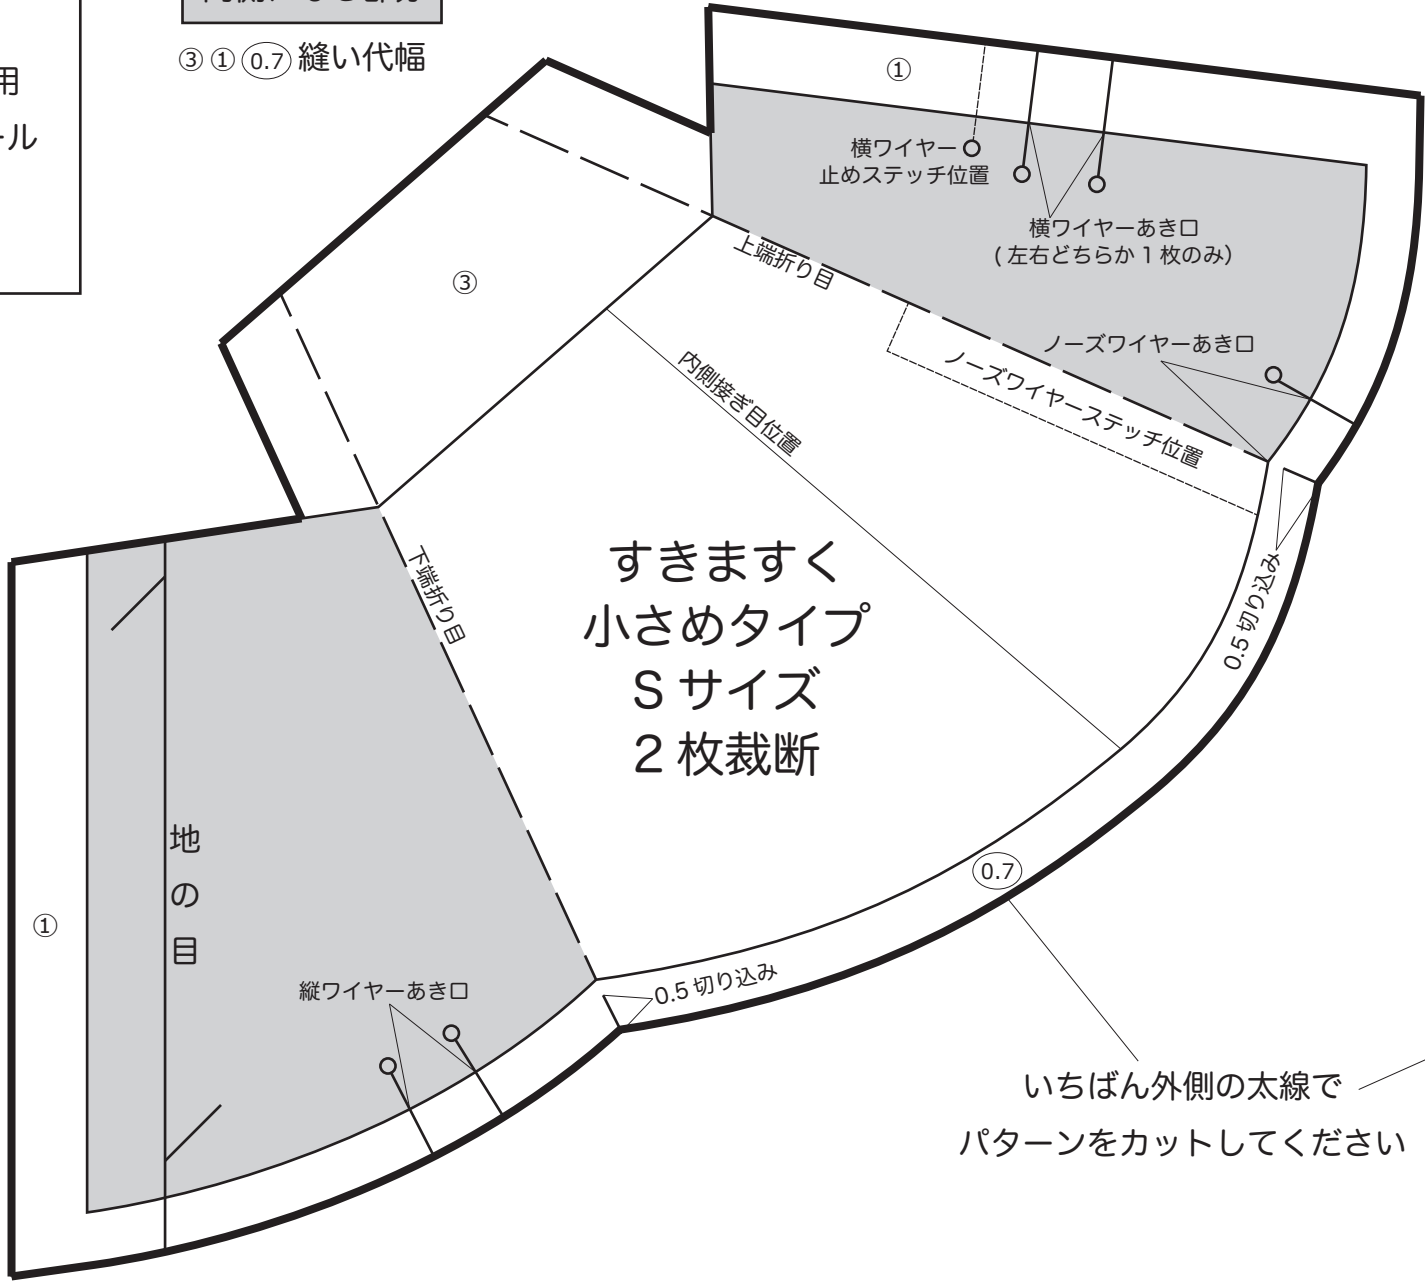 用
ール
③ ① 0.7 縫い代幅
①
横ワイヤー
止めステッチ位置
横ワイヤーあき口
( 左右どちらか 1 枚のみ)
③
上端折り目
ノーズワイヤーあき口
ノーズワイヤーステッチ位置
内側接ぎ目位置
下端折り目
すきますく
小さめタイプ
S サイズ
2 枚裁断
0.5 切り込み
地
の
目
0.7
①
縦ワイヤーあき口
0.5 切り込み
いちばん外側の太線で
パターンをカットしてください